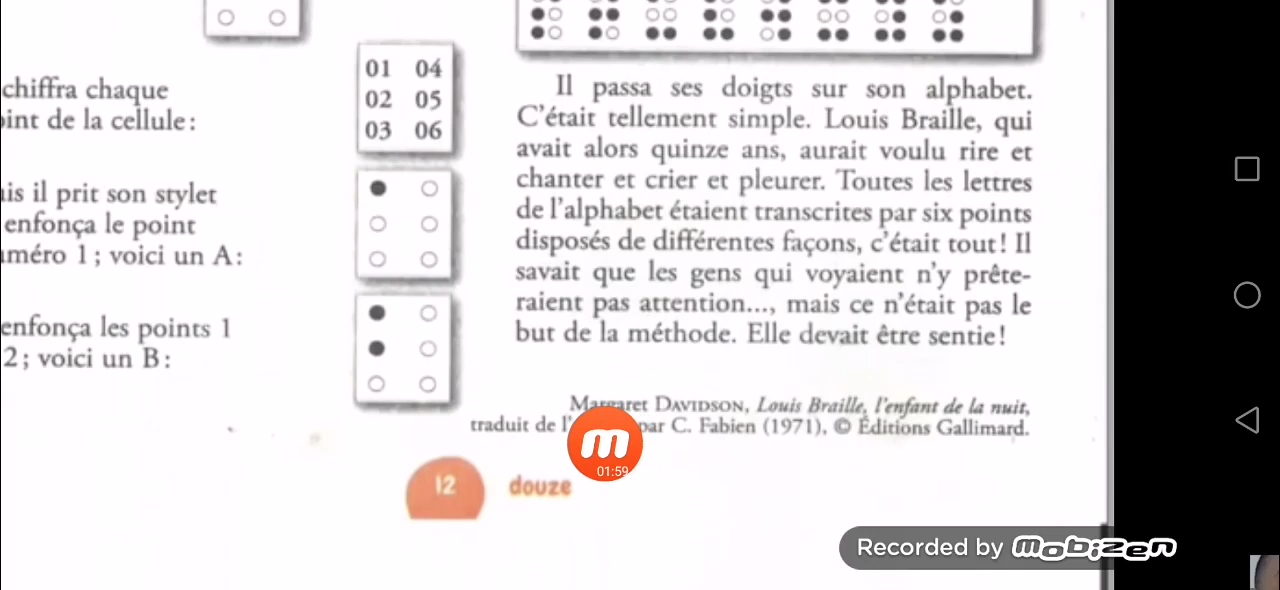 chiffra chaque
int de la cellule :
is il prit son stylet
enfonça le point
méro 1 ; voici un A :
enfonça les points 1
2 ; voici un B :
01 04
02 05
03 06
Il passa ses doigts sur son alphabet.
C'était tellement simple. Louis Braille, qui
avait alors quinze ans, aurait voulu rire et
chanter et crier et pleurer. Toutes les lettres
de l'alphabet étaient transcrites par six points
disposés de différentes façons, c'était tout ! Il
savait que les gens qui voyaient n'y prête-
raient pas attention..., mais ce n'était pas le
but de la méthode. Elle devait être sentie !
Margaret DAVIDSON, Louis Braille, l'enfant de la nuit,
traduit de l' par C. Fabien (1971), © Éditions Gallimard.
01:59
12 douze
Recorded by mobizen